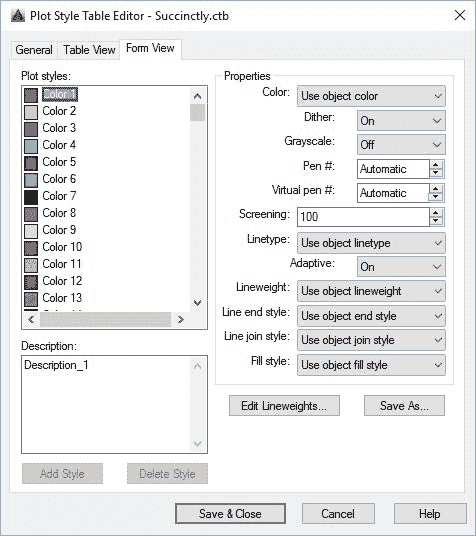 Plot Style Table Editor - Succinctly.ctb
General
Table View
Form View
Plot styles:
Color 1
Color 2
Color 3
Color 4
Color 5
Color 6
Color 7
Color 8
Color 9
Color 10
Color 11
Color 12
Color 13
Description:
Description_1
Add Style
Delete Style
Properties
Color: Use object color
Dither: On
Grayscale: Off
Pen #: Automatic
Virtual pen #: Automatic
Screening: 100
Linetype: Use object linetype
Adaptive: On
Lineweight: Use object lineweight
Line end style: Use object end style
Line join style: Use object join style
Fill style: Use object fill style
Edit Lineweights...
Save As...
Save & Close
Cancel
Help